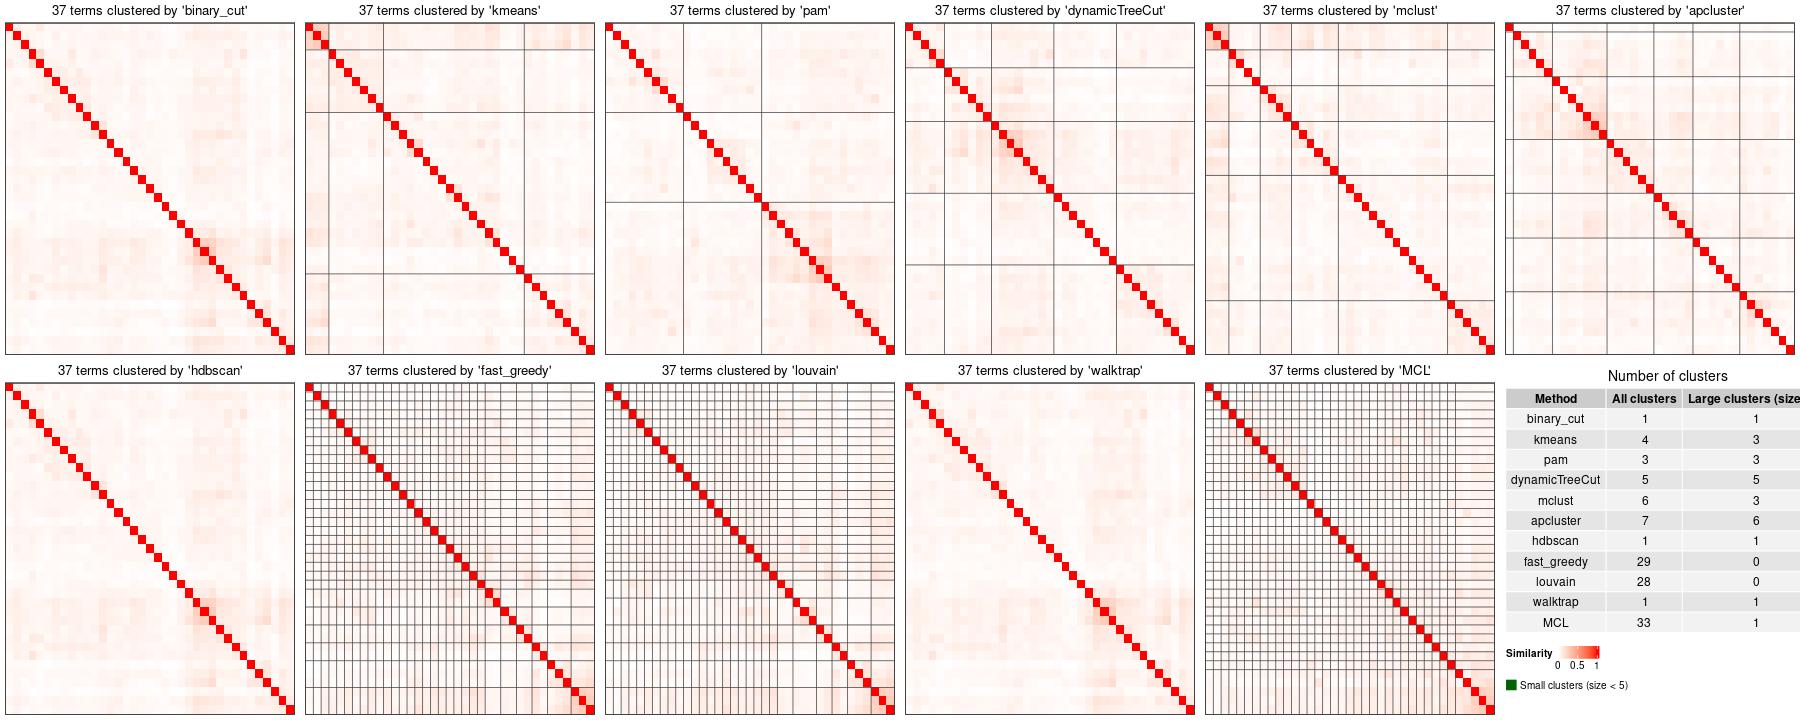 37 terms clustered by 'binary_cut'
37 terms clustered by 'kmeans'
37 terms clustered by 'pam'
37 terms clustered by 'dynamicTreeCut'
37 terms clustered by 'mclust'
37 terms clustered by 'apcluster'
37 terms clustered by 'hdbscan'
37 terms clustered by 'fast_greedy'
37 terms clustered by 'louvain'
37 terms clustered by 'walktrap'
37 terms clustered by 'MCL'
Number of clusters
Method All clusters Large clusters (size
binary_cut 1 1
kmeans 4 3
pam 3 3
dynamicTreeCut 5 5
mclust 6 3
apcluster 7 6
hdbscan 1 1
fast_greedy 29 0
louvain 28 0
walktrap 1 1
MCL 33 1
Similarity
0 0.5 1
Small clusters (size < 5)